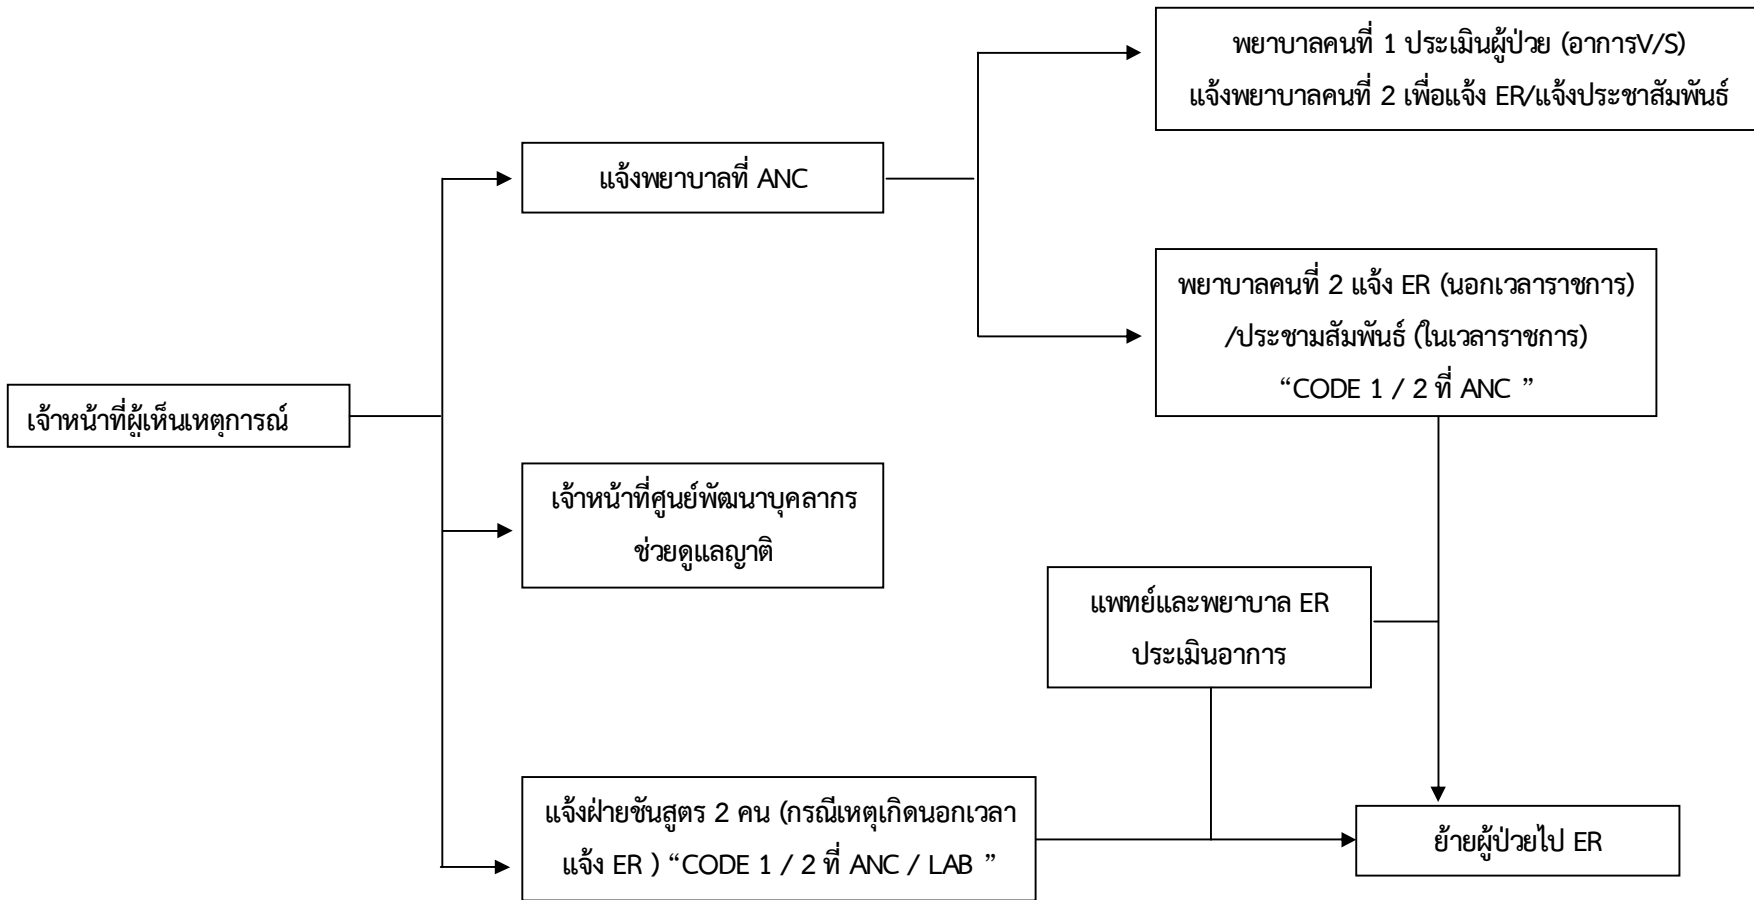 พยาบาลคนที่ 1 ประเมินผู้ป่วย (อาการV/S)
แจ้งพยาบาลคนที่ 2 เพื่อแจ้ง ER/แจ้งประชาสัมพันธ์
แจ้งพยาบาลที่ ANC
พยาบาลคนที่ 2 แจ้ง ER (นอกเวลาราชการ)
/ประชามสัมพันธ์ (ในเวลาราชการ)
“CODE 1 / 2 ที่ ANC ”
เจ้าหน้าที่ผู้เห็นเหตุการณ์
เจ้าหน้าที่ศูนย์พัฒนาบุคลากร
ช่วยดูแลญาติ
แพทย์และพยาบาล ER
ประเมินอาการ
แจ้งฝ่ายชันสูตร 2 คน (กรณีเหตุเกิดนอกเวลา
แจ้ง ER ) “CODE 1 / 2 ที่ ANC / LAB ”
ย้ายผู้ป่วยไป ER